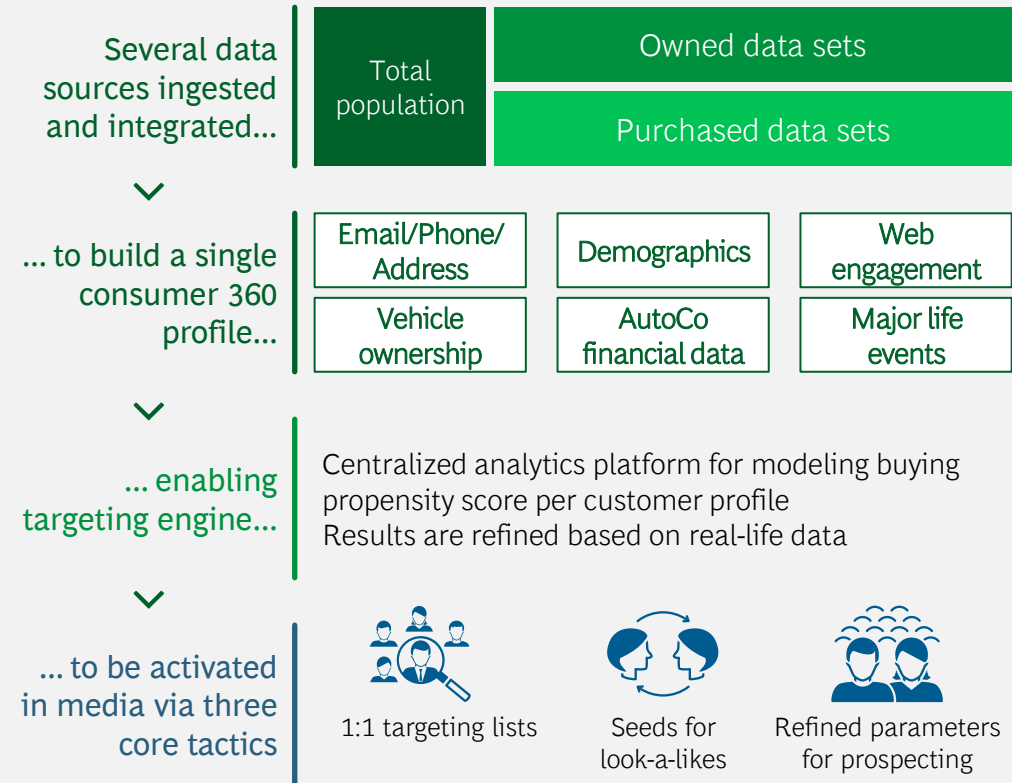 Several data
sources ingested
and integrated...
Total
population
Owned data sets
Purchased data sets
... to build a single
consumer 360
profile...
Email/Phone/
Address
Demographics
Web
engagement
Vehicle
ownership
AutoCo
financial data
Major life
events
... enabling
targeting engine...
Centralized analytics platform for modeling buying
propensity score per customer profile
Results are refined based on real-life data
... to be activated
in media via three
core tactics
1:1 targeting lists
Seeds for
look-a-likes
Refined parameters
for prospecting